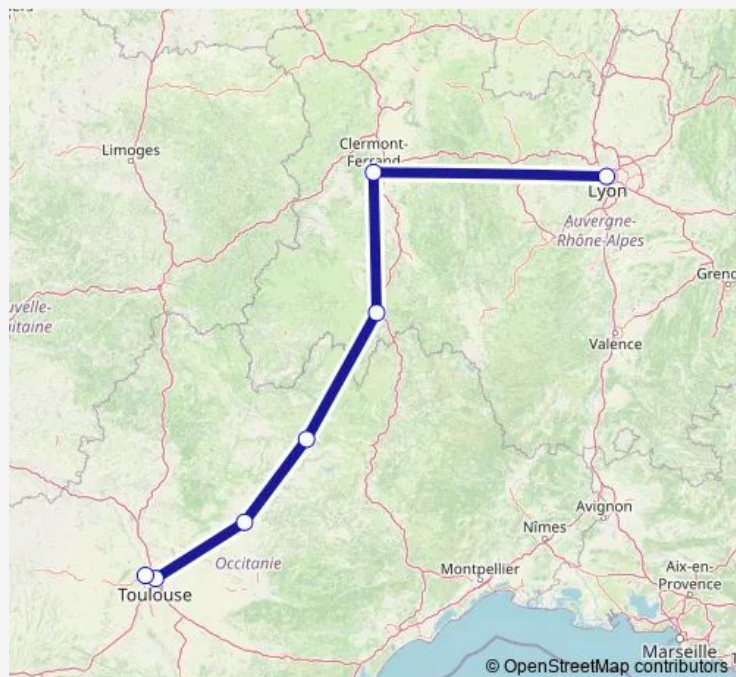 Limoges
Clermont-
Ferrand
Lyon
Auvergne-
Rhône-Alpes
Valence
Avignon
Nîmes
Occitanie
Montpellier
Aix-en-
Provence
Toulouse
Marseille
© OpenStreetMap contributors